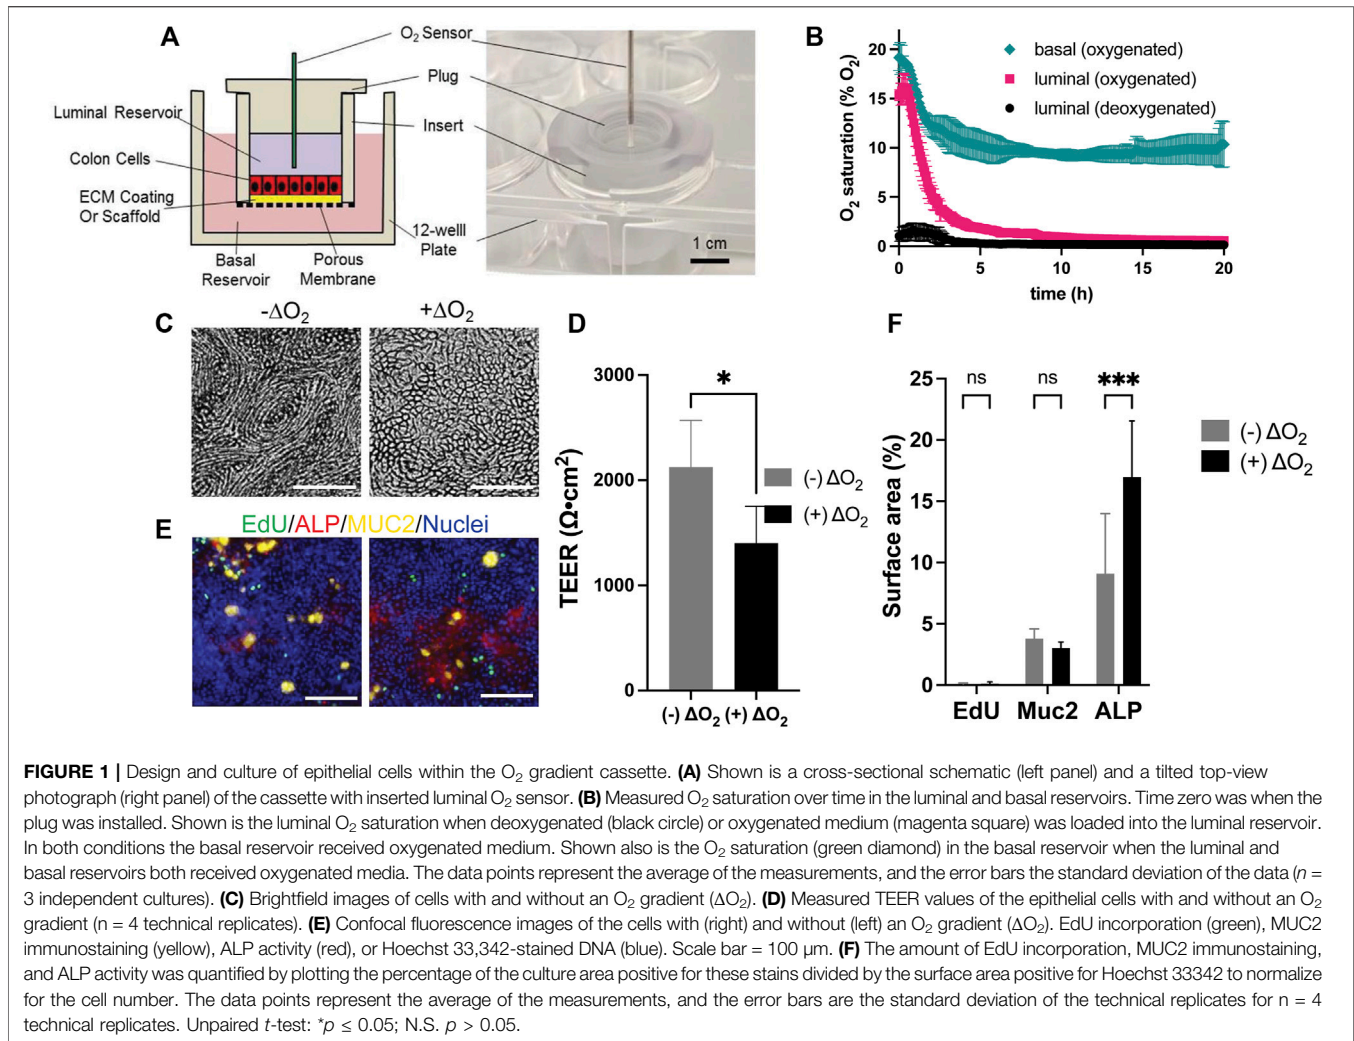 A
O2 Sensor
Plug
Luminal Reservoir
Insert
Colon Cells
ECM Coating
Or Scaffold
12-welll
Plate
Basal
Reservoir
Porous
Membrane
1 cm
B
O2 saturation (% O2)
20
15
10
5
0
0
5
10
15
20
time (h)
basal (oxygenated)
luminal (oxygenated)
luminal (deoxygenated)
C
-ΔO2
+ΔO2
D
TEER (Ω•cm²)
3000
2000
1000
0
*
(-) ΔO2
(+) ΔO2
(-) ΔO2 (+) ΔO2
E
EdU/ALP/MUC2/Nuclei
F
Surface area (%)
25
20
15
10
5
0
ns
ns
***
EdU Muc2 ALP
(-) ΔO2
(+) ΔO2
FIGURE 1 | Design and culture of epithelial cells within the O2 gradient cassette. (A) Shown is a cross-sectional schematic (left panel) and a tilted top-view
photograph (right panel) of the cassette with inserted luminal O2 sensor. (B) Measured O2 saturation over time in the luminal and basal reservoirs. Time zero was when the
plug was installed. Shown is the luminal O2 saturation when deoxygenated (black circle) or oxygenated medium (magenta square) was loaded into the luminal reservoir.
In both conditions the basal reservoir received oxygenated medium. Shown also is the O2 saturation (green diamond) in the basal reservoir when the luminal and
basal reservoirs both received oxygenated media. The data points represent the average of the measurements, and the error bars the standard deviation of the data (n =
3 independent cultures). (C) Brightfield images of cells with and without an O2 gradient (ΔO2). (D) Measured TEER values of the epithelial cells with and without an O2
gradient (n = 4 technical replicates). (E) Confocal fluorescence images of the cells with (right) and without (left) an O2 gradient (ΔO2). EdU incorporation (green), MUC2
immunostaining (yellow), ALP activity (red), or Hoechst 33,342-stained DNA (blue). Scale bar = 100 μm. (F) The amount of EdU incorporation, MUC2 immunostaining,
and ALP activity was quantified by plotting the percentage of the culture area positive for these stains divided by the surface area positive for Hoechst 33342 to normalize
for the cell number. The data points represent the average of the measurements, and the error bars are the standard deviation of the technical replicates for n = 4
technical replicates. Unpaired t-test: *p ≤ 0.05; N.S. p > 0.05.